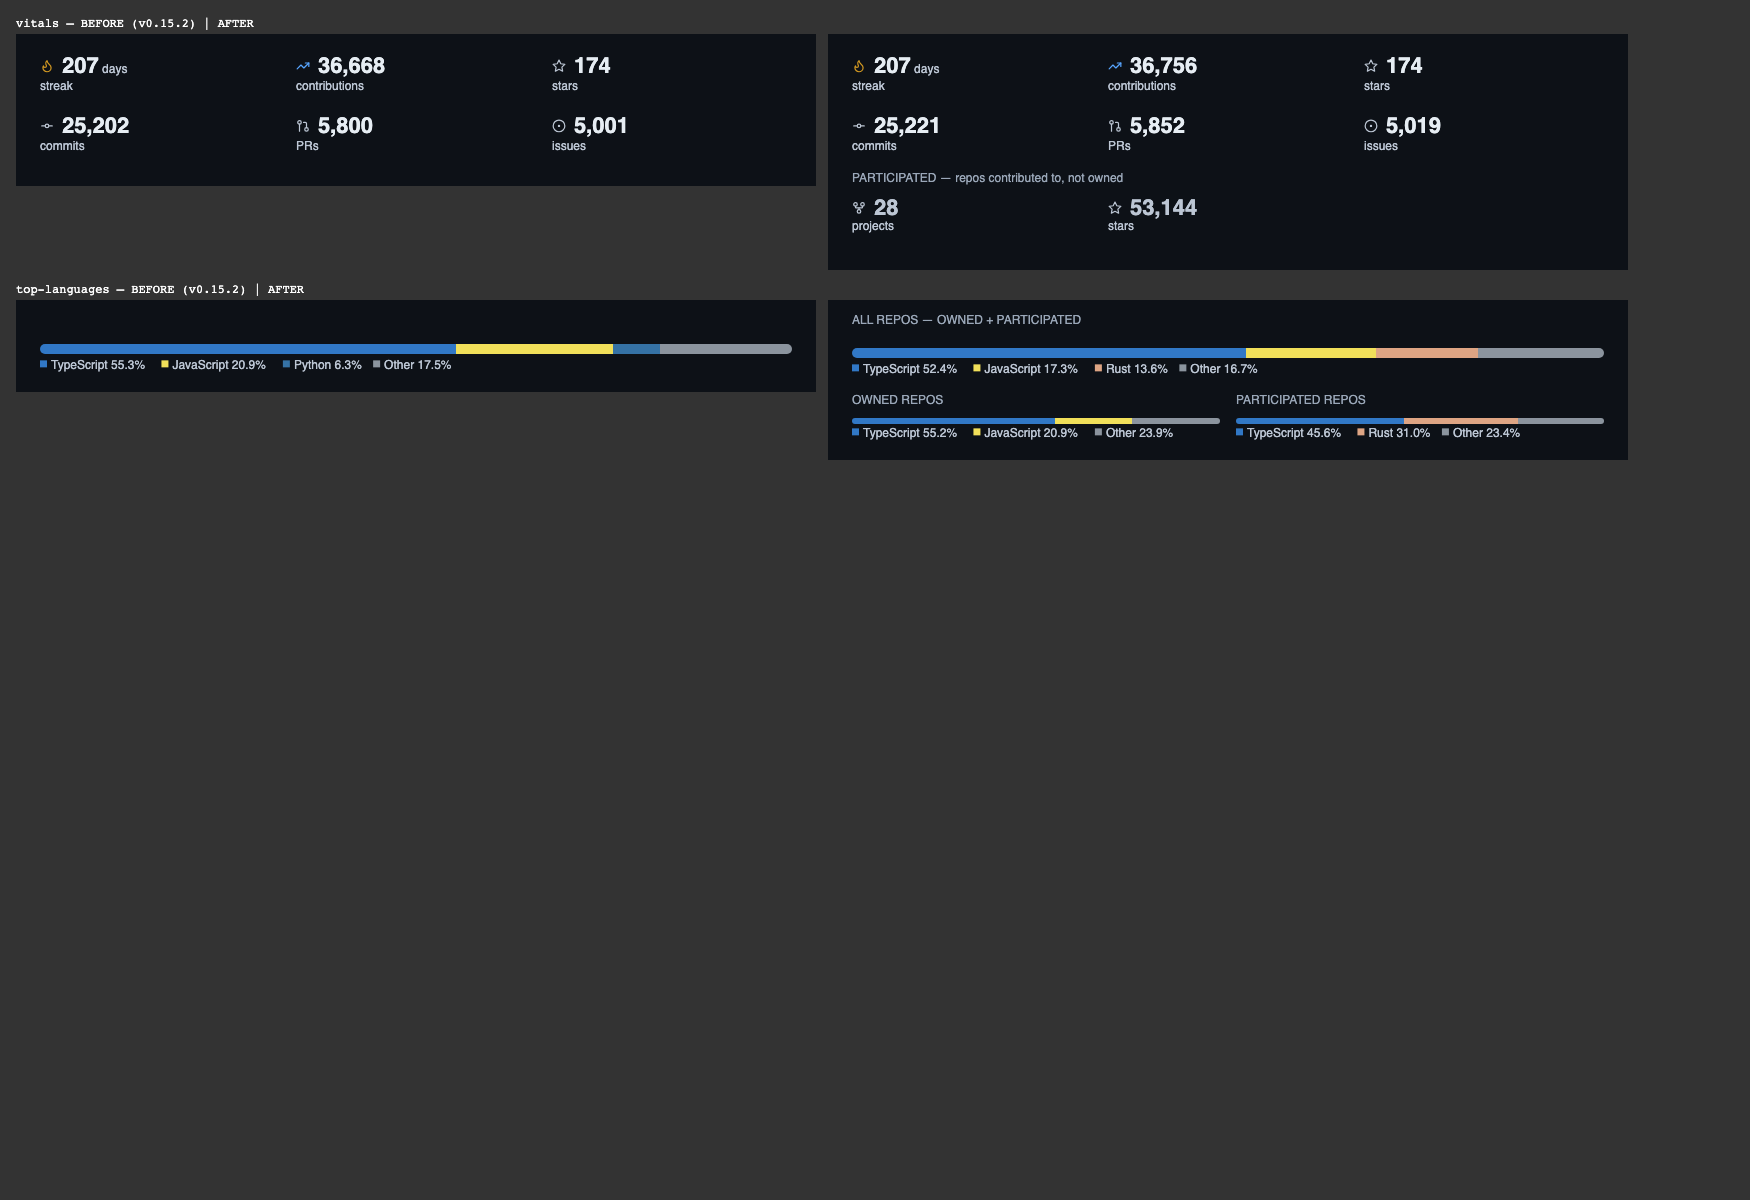 vitals — BEFORE (v0.15.2) | AFTER
207 days
streak
36,668
contributions
174
stars
25,202
commits
5,800
PRs
5,001
issues
207 days
streak
36,756
contributions
174
stars
25,221
commits
5,852
PRs
5,019
issues
PARTICIPATED — repos contributed to, not owned
28
projects
53,144
stars
top-languages — BEFORE (v0.15.2) | AFTER
TypeScript 55.3% JavaScript 20.9% Python 6.3% Other 17.5%
ALL REPOS — OWNED + PARTICIPATED
TypeScript 52.4% JavaScript 17.3% Rust 13.6% Other 16.7%
OWNED REPOS
TypeScript 55.2% JavaScript 20.9% Other 23.9%
PARTICIPATED REPOS
TypeScript 45.6% Rust 31.0% Other 23.4%